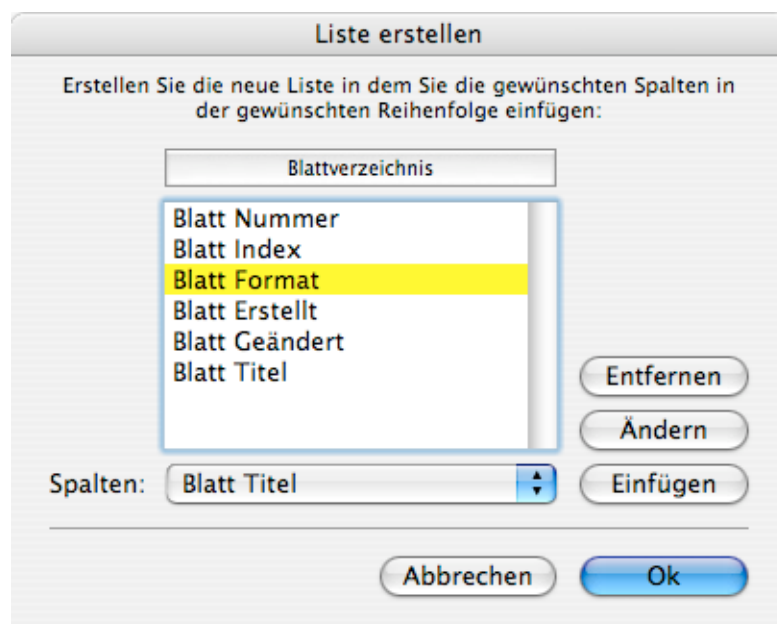 Liste erstellen
Erstellen Sie die neue Liste in dem Sie die gewünschten Spalten in
der gewünschten Reihenfolge einfügen:
Blattverzeichnis
Blatt Nummer
Blatt Index
Blatt Format
Blatt Erstellt
Blatt Geändert
Blatt Titel
Entfernen
Ändern
Spalten: Blatt Titel Einfügen
Abbrechen Ok